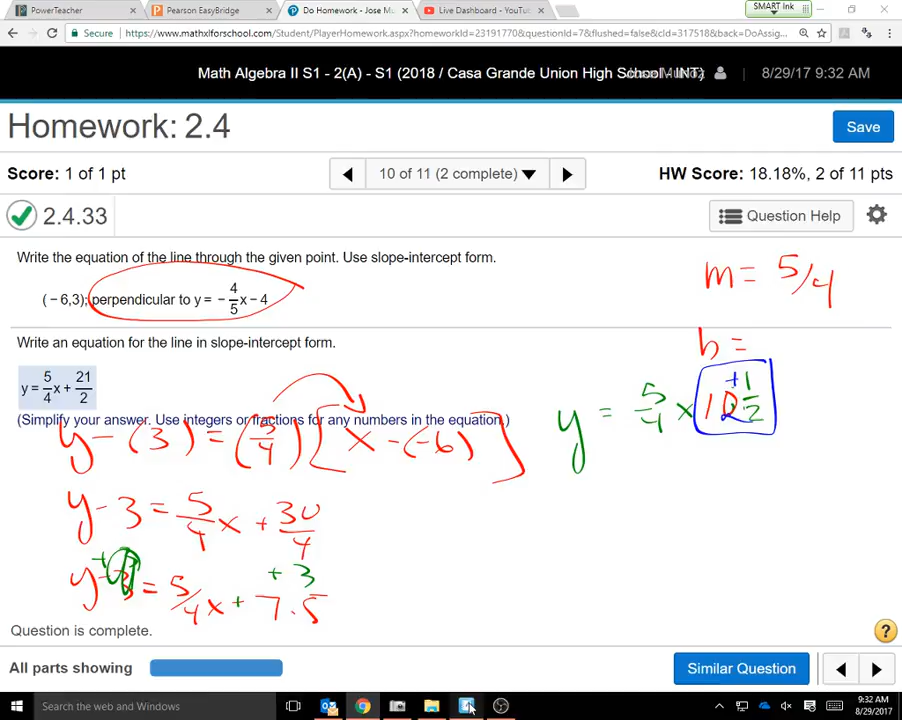 PowerTeacher
Pearson EasyBridge
Do Homework - Jose M
Live Dashboard - YouTu
SMART Ink
Secure https://www.mathxlforschool.com/Student/PlayerHomework.aspx?homeworkId=23191770&questionId=7&flushed=false&cId=317518&back=DoAssig
Math Algebra II S1 - 2(A) - S1 (2018 / Casa Grande Union High School - INT)
8/29/17 9:32 AM
Homework: 2.4
Save
Score: 1 of 1 pt
10 of 11 (2 complete)
HW Score: 18.18%, 2 of 11 pts
2.4.33
Question Help
Write the equation of the line through the given point. Use slope-intercept form.
m = 5/4
(-6,3); perpendicular to y = -4/5x-4
Write an equation for the line in slope-intercept form.
b =
y = 5/4x + 21/2
+1
y = 5/4 x 10 1/2
(Simplify your answer. Use integers or fractions for any numbers in the equation.)
y - (3) = (5/4) [x - (-6)]
y - 3 = 5/4 x + 30/4
+3 +3
y - 3 = 5/4x + 7.5
Question is complete.
?
All parts showing
Similar Question
Search the web and Windows
9:32 AM
8/29/2017